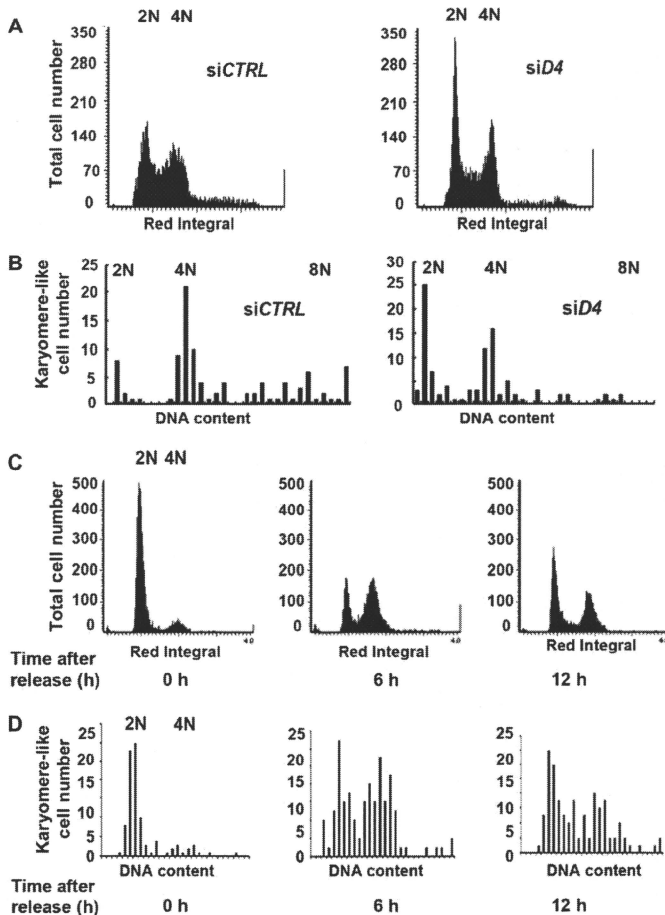 A
2N 4N
350
280
210
140
70
0
Total cell number
siCTRL
Red Integral
2N 4N
350
280
210
140
70
0
siD4
Red Integral
B
25
20
15
10
5
0
Karyomere-like
cell number
2N 4N 8N
siCTRL
DNA content
30
25
20
15
10
5
0
2N 4N 8N
siD4
DNA content
C
2N 4N
500
400
300
200
100
0
Total cell number
Red Integral
4.0
500
400
300
200
100
0
Red Integral
4.0
500
400
300
200
100
0
Red Integral
Time after
release (h) 0 h 6 h 12 h
D
2N 4N
25
20
15
10
5
0
Karyomere-like
cell number
DNA content
25
20
15
10
5
0
DNA content
25
20
15
10
5
0
DNA content
Time after
release (h) 0 h 6 h 12 h